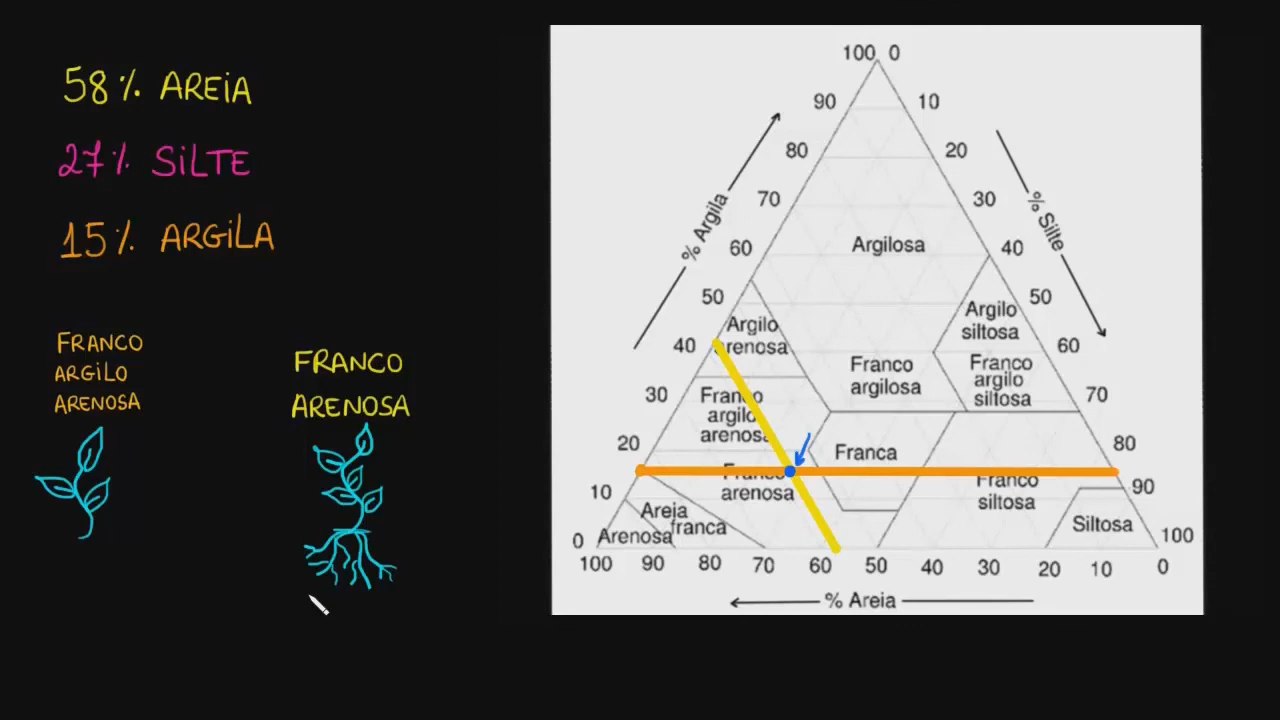 58% AREiA
27% SiLTE
15% ARGiLA
FRANCO
ARGiLO
ARENOSA
FRANCO
ARENOSA
100 0
90 10
80 20
70 30
60 40
50 50
40 60
30 70
20 80
10 90
0 100
% Argila
% Silte
Argilosa
Argilo
arenosa
Argilo
siltosa
Franco
argilosa
Franco
argilo
siltosa
Franco
argilo
arenosa
Franca
Franco
arenosa
Franco
siltosa
Areia
franca
Arenosa
Siltosa
100 90 80 70 60 50 40 30 20 10 0
% Areia